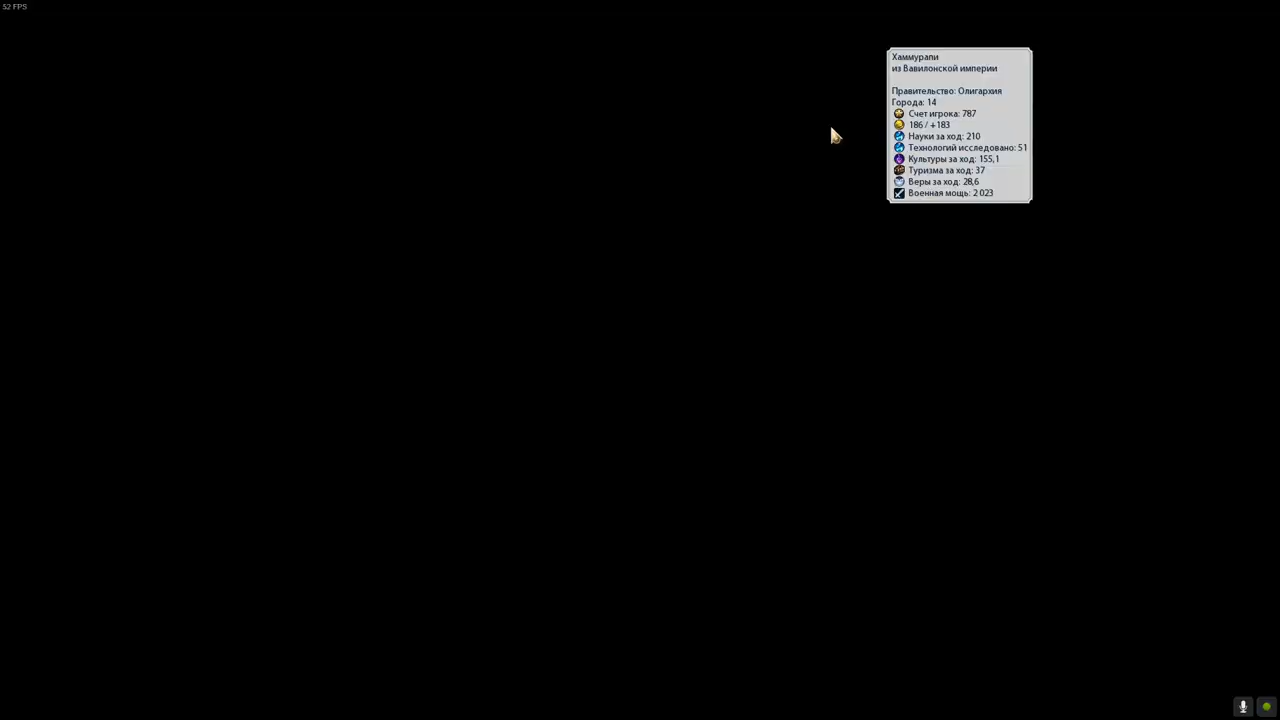 52 FPS
Хаммурапи
из Вавилонской империи
Правительство: Олигархия
Города: 14
Счет игрока: 787
186 / +183
Науки за ход: 210
Технологий исследовано: 51
Культуры за ход: 155,1
Туризма за ход: 37
Веры за ход: 28,6
Военная мощь: 2 023